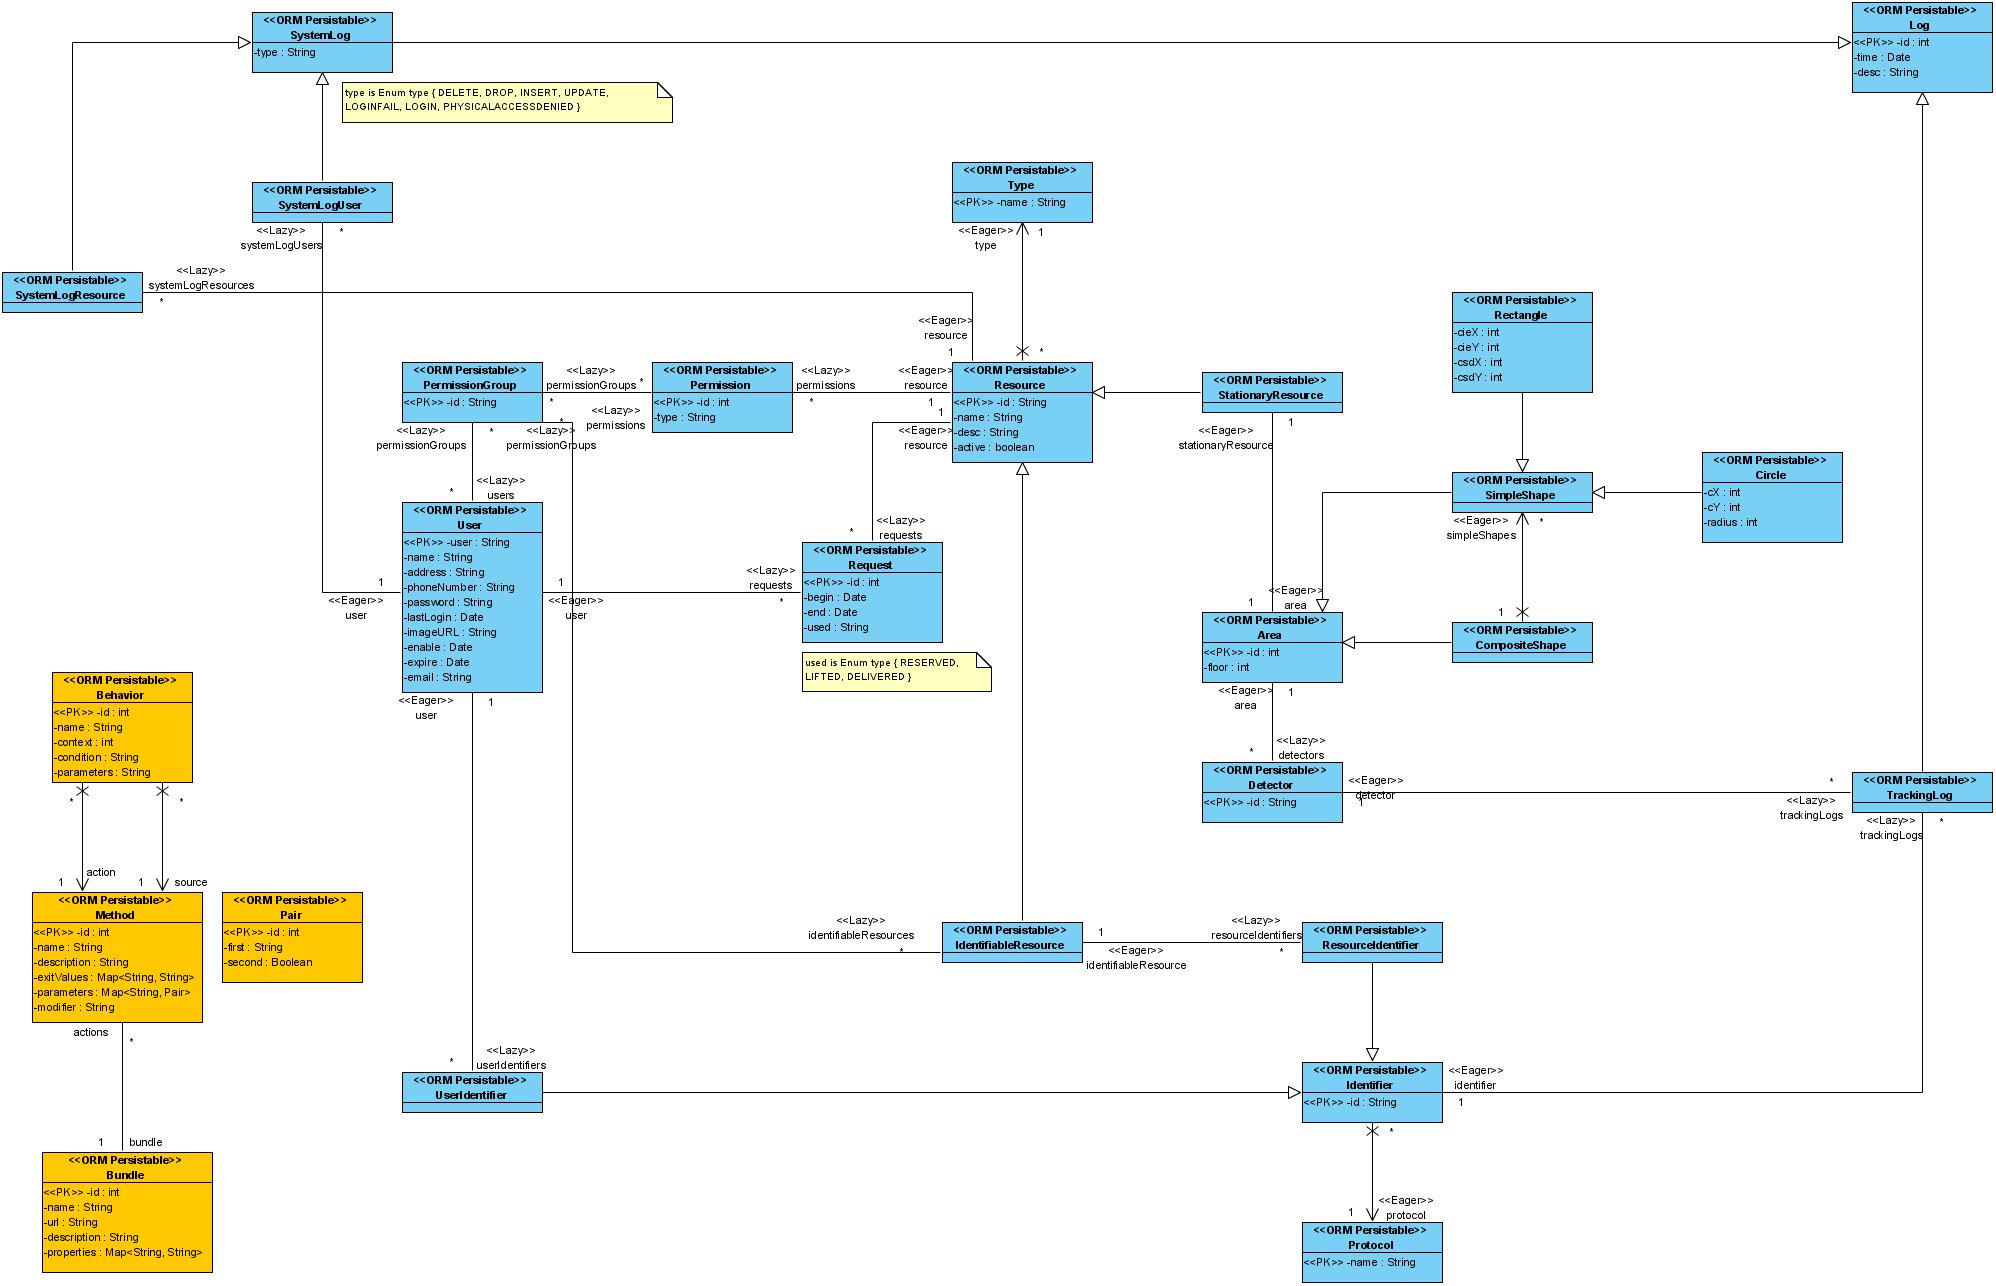 <<ORM Persistable>>
SystemLog
-type : String
<<ORM Persistable>>
Log
<<PK>> -id : int
-time : Date
-desc : String
type is Enum type { DELETE, DROP, INSERT, UPDATE,
LOGINFAIL, LOGIN, PHYSICALACCESSDENIED }
<<ORM Persistable>>
SystemLogUser
<<Lazy>>
*
systemLogUsers
<<ORM Persistable>>
Type
<<PK>> -name : String
<<Eager>>
1
type
<<ORM Persistable>>
SystemLogResource
<<Lazy>>
systemLogResources
*
<<Eager>>
resource
1
*
<<ORM Persistable>>
Rectangle
-cieX : int
-cieY : int
-csdX : int
-csdY : int
<<ORM Persistable>>
PermissionGroup
<<PK>> -id : String
<<Lazy>>
permissionGroups
*
*
<<Lazy>>
permissions
<<ORM Persistable>>
Permission
<<PK>> -id : int
-type : String
<<Lazy>>
permissions
*
<<Eager>>
resource
1
1
<<Eager>>
resource
<<ORM Persistable>>
Resource
<<PK>> -id : String
-name : String
-desc : String
-active : boolean
<<ORM Persistable>>
StationaryResource
<<Eager>>
1
stationaryResource
<<Lazy>>
*
permissionGroups
<<Lazy>>
*
permissionGroups
*
<<Lazy>>
users
<<ORM Persistable>>
User
<<PK>> -user : String
-name : String
-address : String
-phoneNumber : String
-password : String
-lastLogin : Date
-imageURL : String
-enable : Date
-expire : Date
-email : String
1
<<Eager>>
user
1
<<Eager>>
user
<<Lazy>>
requests
*
*
<<Lazy>>
requests
<<ORM Persistable>>
Request
<<PK>> -id : int
-begin : Date
-end : Date
-used : String
used is Enum type { RESERVED,
LIFTED, DELIVERED }
<<ORM Persistable>>
SimpleShape
<<Eager>>
*
simpleShapes
<<ORM Persistable>>
Circle
-cX : int
-cY : int
-radius : int
1
<<Eager>>
area
<<ORM Persistable>>
Area
<<PK>> -id : int
-floor : int
1
<<ORM Persistable>>
CompositeShape
<<Eager>>
1
area
<<Eager>>
1
user
*
<<Lazy>>
detectors
<<ORM Persistable>>
Detector
<<PK>> -id : String
<<Eager>>
detector
1
*
<<Lazy>>
trackingLogs
<<ORM Persistable>>
TrackingLog
<<Lazy>>
*
trackingLogs
<<ORM Persistable>>
Behavior
<<PK>> -id : int
-name : String
-context : int
-condition : String
-parameters : String
*
*
action
1
1
source
<<ORM Persistable>>
Method
<<PK>> -id : int
-name : String
-description : String
-exitValues : Map<String, String>
-parameters : Map<String, Pair>
-modifier : String
<<ORM Persistable>>
Pair
<<PK>> -id : int
-first : String
-second : Boolean
actions
*
<<Lazy>>
identifiableResources
*
<<ORM Persistable>>
IdentifiableResource
1
<<Eager>>
identifiableResource
<<Lazy>>
resourceIdentifiers
*
<<ORM Persistable>>
ResourceIdentifier
*
<<Lazy>>
userIdentifiers
<<ORM Persistable>>
UserIdentifier
<<ORM Persistable>>
Identifier
<<PK>> -id : String
<<Eager>>
identifier
1
*
1
bundle
<<ORM Persistable>>
Bundle
<<PK>> -id : int
-name : String
-url : String
-description : String
-properties : Map<String, String>
<<Eager>>
1
protocol
<<ORM Persistable>>
Protocol
<<PK>> -name : String